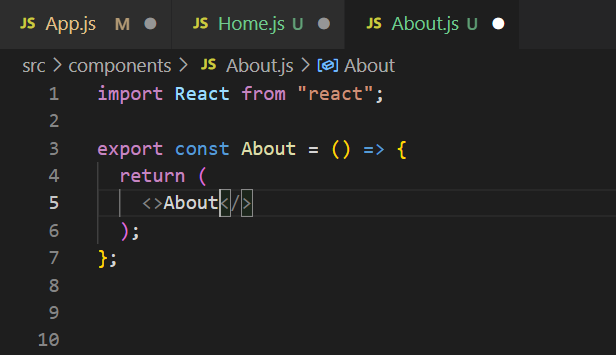 JS App.js M JS Home.js U JS About.js U
src > components > JS About.js > About
1 import React from "react";
2
3 export const About = () => {
4 return (
5 <>About</>
6 );
7 };
8
9
10